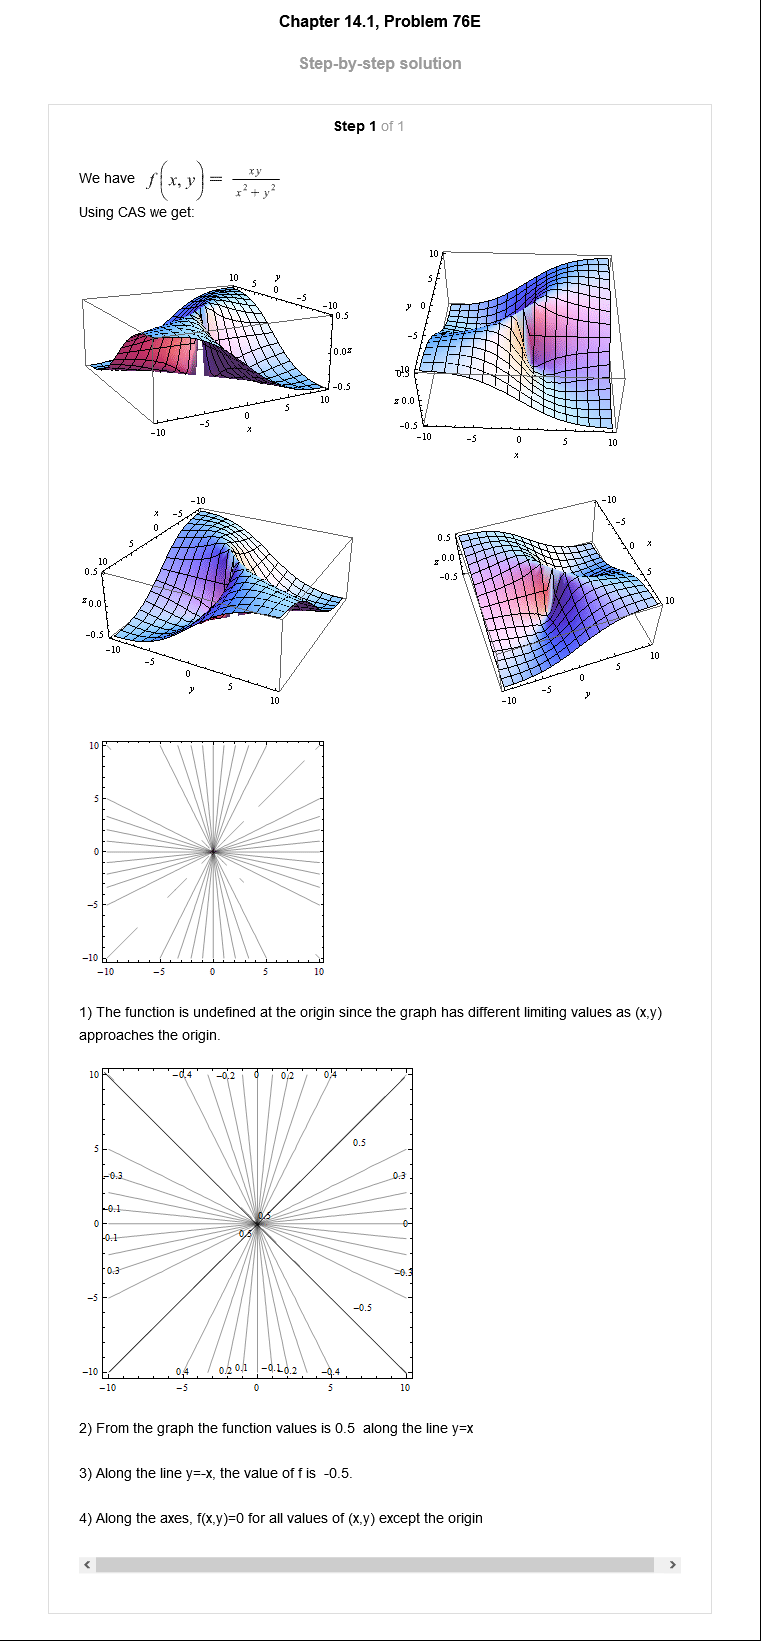 Chapter 14.1, Problem 76E
Step-by-step solution
Step 1 of 1
We have f(x, y) = xy / x² + y²
Using CAS we get:
10 5 y 0 -5 -10
0.5
0.0 z
-0.5
-10 -5 0 5 10
x
10
5
y 0
-5
-10
0.5
z 0.0
-0.5
-10 -5 0 5 10
x
-10
x -5
0
5
10
0.5
z 0.0
-0.5
-10
-5
0
y 5
10
-10
-5
0 x
5
10
0.5
z 0.0
-0.5
-10 -5 0 5 10
y
10
5
0
-5
-10
-10 -5 0 5 10
1) The function is undefined at the origin since the graph has different limiting values as (x,y)
approaches the origin.
10 -0.4 -0.2 0 0.2 0.4
5 0.5
-0.3 0.3
-0.1 0.5
0 0
0.5
-0.1
0.3 -0.3
-5 -0.5
-10 0.4 0.2 0.1 -0.1 -0.2 -0.4
-10 -5 0 5 10
2) From the graph the function values is 0.5 along the line y=x
3) Along the line y=-x, the value of f is -0.5.
4) Along the axes, f(x,y)=0 for all values of (x,y) except the origin